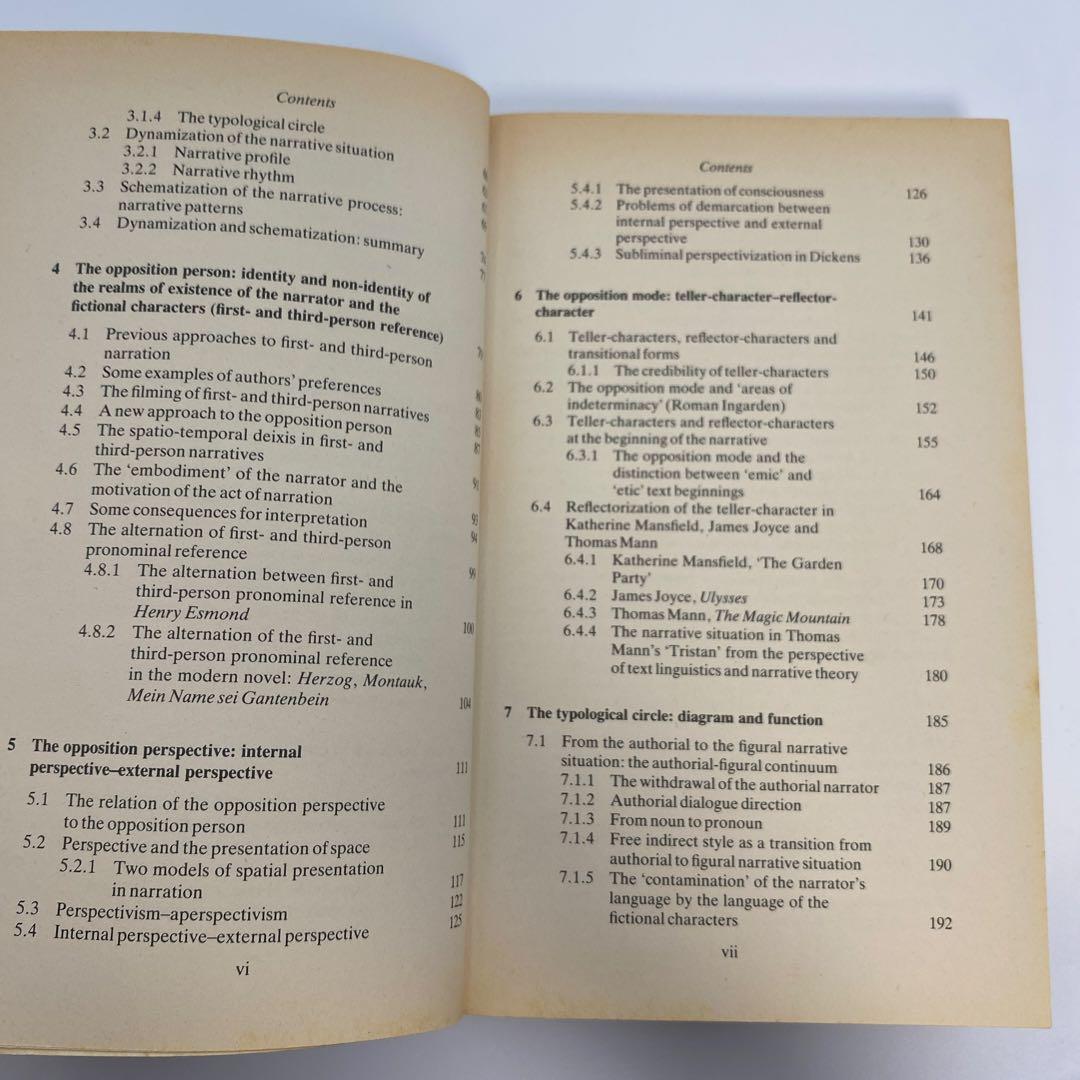 Contents
3.1.4 The typological circle
3.2 Dynamization of the narrative situation
3.2.1 Narrative profile
3.2.2 Narrative rhythm
3.3 Schematization of the narrative process:
narrative patterns
3.4 Dynamization and schematization: summary
4 The opposition person: identity and non-identity of
the realms of existence of the narrator and the
fictional characters (first- and third-person reference)
4.1 Previous approaches to first- and third-person
narration
4.2 Some examples of authors' preferences
4.3 The filming of first- and third-person narratives
4.4 A new approach to the opposition person
4.5 The spatio-temporal deixis in first- and
third-person narratives 87
4.6 The ‘embodiment’ of the narrator and the
motivation of the act of narration 91
4.7 Some consequences for interpretation 93
4.8 The alternation of first- and third-person 94
pronominal reference
4.8.1 The alternation between first- and 99
third-person pronominal reference in
Henry Esmond 100
4.8.2 The alternation of the first- and
third-person pronominal reference
in the modern novel: Herzog, Montauk,
Mein Name sei Gantenbein 104
5 The opposition perspective: internal
perspective–external perspective 111
5.1 The relation of the opposition perspective
to the opposition person 111
5.2 Perspective and the presentation of space 115
5.2.1 Two models of spatial presentation
in narration 117
5.3 Perspectivism–aperspectivism 122
5.4 Internal perspective–external perspective 125
vi
Contents
5.4.1 The presentation of consciousness 126
5.4.2 Problems of demarcation between
internal perspective and external
perspective 130
5.4.3 Subliminal perspectivization in Dickens 136
6 The opposition mode: teller-character–reflector-
character 141
6.1 Teller-characters, reflector-characters and
transitional forms 146
6.1.1 The credibility of teller-characters 150
6.2 The opposition mode and ‘areas of
indeterminacy’ (Roman Ingarden) 152
6.3 Teller-characters and reflector-characters
at the beginning of the narrative 155
6.3.1 The opposition mode and the
distinction between ‘emic’ and
‘etic’ text beginnings 164
6.4 Reflectorization of the teller-character in
Katherine Mansfield, James Joyce and
Thomas Mann 168
6.4.1 Katherine Mansfield, ‘The Garden
Party’ 170
6.4.2 James Joyce, Ulysses 173
6.4.3 Thomas Mann, The Magic Mountain 178
6.4.4 The narrative situation in Thomas
Mann's ‘Tristan’ from the perspective
of text linguistics and narrative theory 180
7 The typological circle: diagram and function 185
7.1 From the authorial to the figural narrative
situation: the authorial-figural continuum 186
7.1.1 The withdrawal of the authorial narrator 187
7.1.2 Authorial dialogue direction 187
7.1.3 From noun to pronoun 189
7.1.4 Free indirect style as a transition from
authorial to figural narrative situation 190
7.1.5 The ‘contamination’ of the narrator's
language by the language of the
fictional characters 192
vii